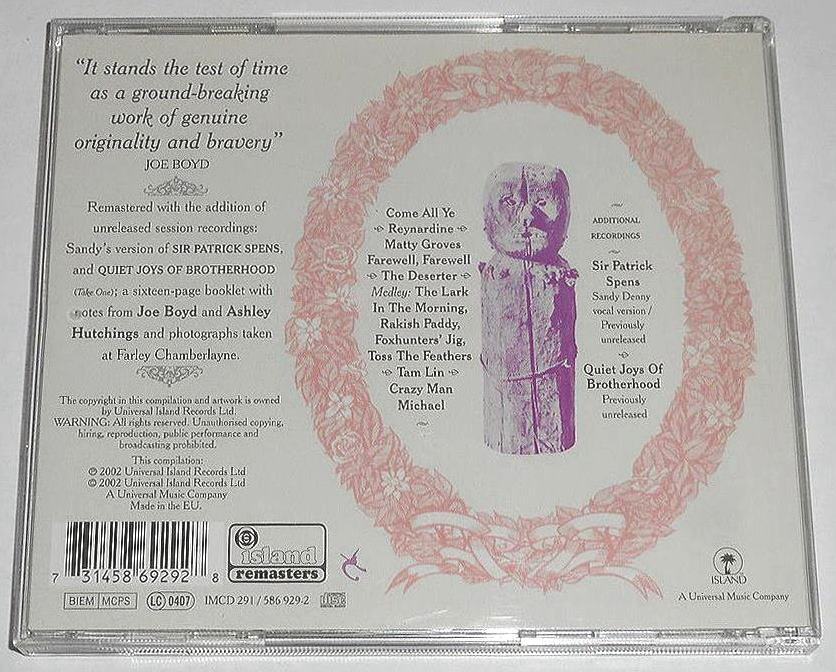 “It stands the test of time
as a ground-breaking
work of genuine
originality and bravery”
JOE BOYD
Remastered with the addition of
unreleased session recordings:
Sandy's version of SIR PATRICK SPENS,
and QUIET JOYS OF BROTHERHOOD
(Take One); a sixteen-page booklet with
notes from Joe Boyd and Ashley
Hutchings and photographs taken
at Farley Chamberlayne.
The copyright in this compilation and artwork is owned
by Universal Island Records Ltd.
WARNING: All rights reserved. Unauthorised copying,
hiring, reproduction, public performance and
broadcasting prohibited.
This compilation:
℗ 2002 Universal Island Records Ltd
© 2002 Universal Island Records Ltd
A Universal Music Company
Made in the EU.
7 31458 69292 8
island
remasters
BIEM MCPS LC 0407 IMCD 291 / 586 929-2
Come All Ye
Reynardine
Matty Groves
Farewell, Farewell
The Deserter
Medley: The Lark
In The Morning,
Rakish Paddy,
Foxhunters' Jig,
Toss The Feathers
Tam Lin
Crazy Man
Michael
ADDITIONAL
RECORDINGS
Sir Patrick
Spens
Sandy Denny
vocal version /
Previously
unreleased
Quiet Joys Of
Brotherhood
Previously
unreleased
ISLAND
A Universal Music Company